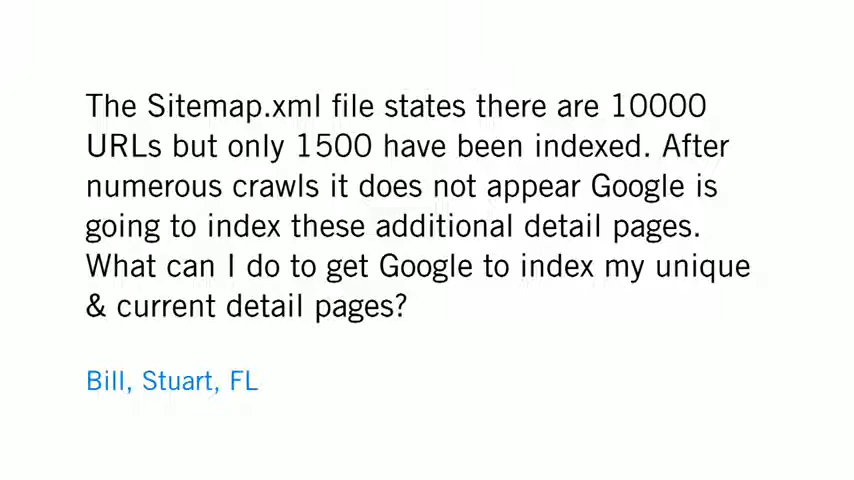 The Sitemap.xml file states there are 10000
URLs but only 1500 have been indexed. After
numerous crawls it does not appear Google is
going to index these additional detail pages.
What can I do to get Google to index my unique
& current detail pages?
Bill, Stuart, FL